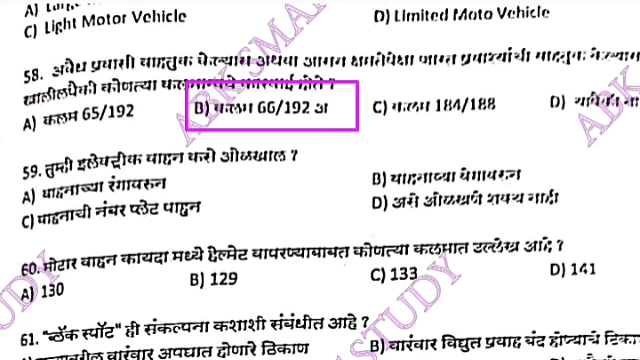 C) Light Motor Vehicle D) Limited Moto Vehicle
58. अवैध प्रवासी वाहतुक केल्यास अथवा आसन क्षमतेपेक्षा जास्त प्रवाश्यांची वाहतुक केल्यास
खालीलपैकी कोणत्या कलमान्वये कारवाई होते ?
A) कलम 65/192 B) कलम 66/192 अ C) कलम 184/188 D) यापैकी
59. तुम्ही इलेक्ट्रीक वाहन कसे ओळखाल ?
A) वाहनाच्या रंगावरुन B) वाहनाच्या वेगावरुन
C) वाहनाची नंबर प्लेट पाहुन D) असे ओळखणे शक्य नाही
60. मोटार वाहन कायदा मध्ये हेल्मेट वापरण्याबाबत कोणत्या कलमात उल्लेख आहे ?
A) 130 B) 129 C) 133 D) 141
61. "ब्लॅक स्पॉट" ही संकल्पना कशाशी संबंधीत आहे ?
वारंवार अपघात होणारे ठिकाण B) वारंवार विद्युत प्रवाह बंद होण्याचे